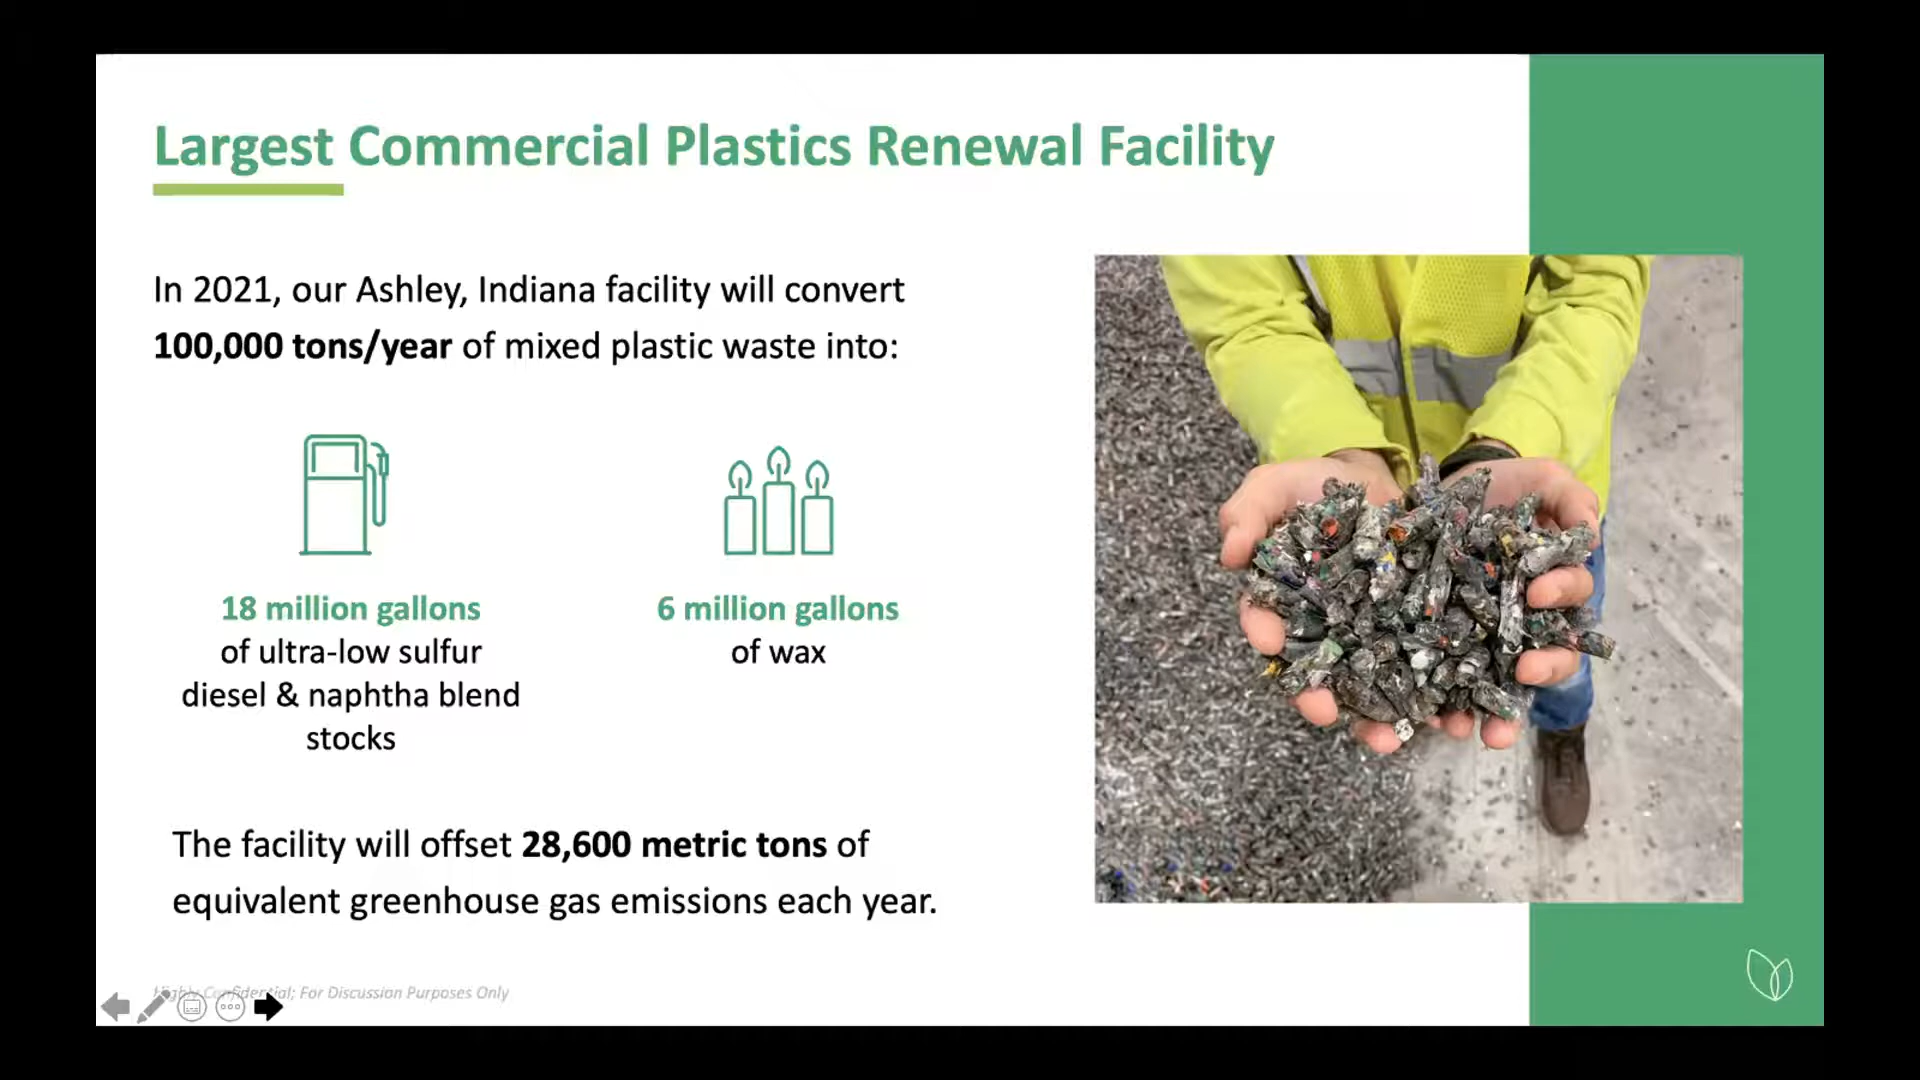 Largest Commercial Plastics Renewal Facility
In 2021, our Ashley, Indiana facility will convert
100,000 tons/year of mixed plastic waste into:
18 million gallons
of ultra-low sulfur
diesel & naphtha blend
stocks
6 million gallons
of wax
The facility will offset 28,600 metric tons of
equivalent greenhouse gas emissions each year.
Highly Confidential; For Discussion Purposes Only